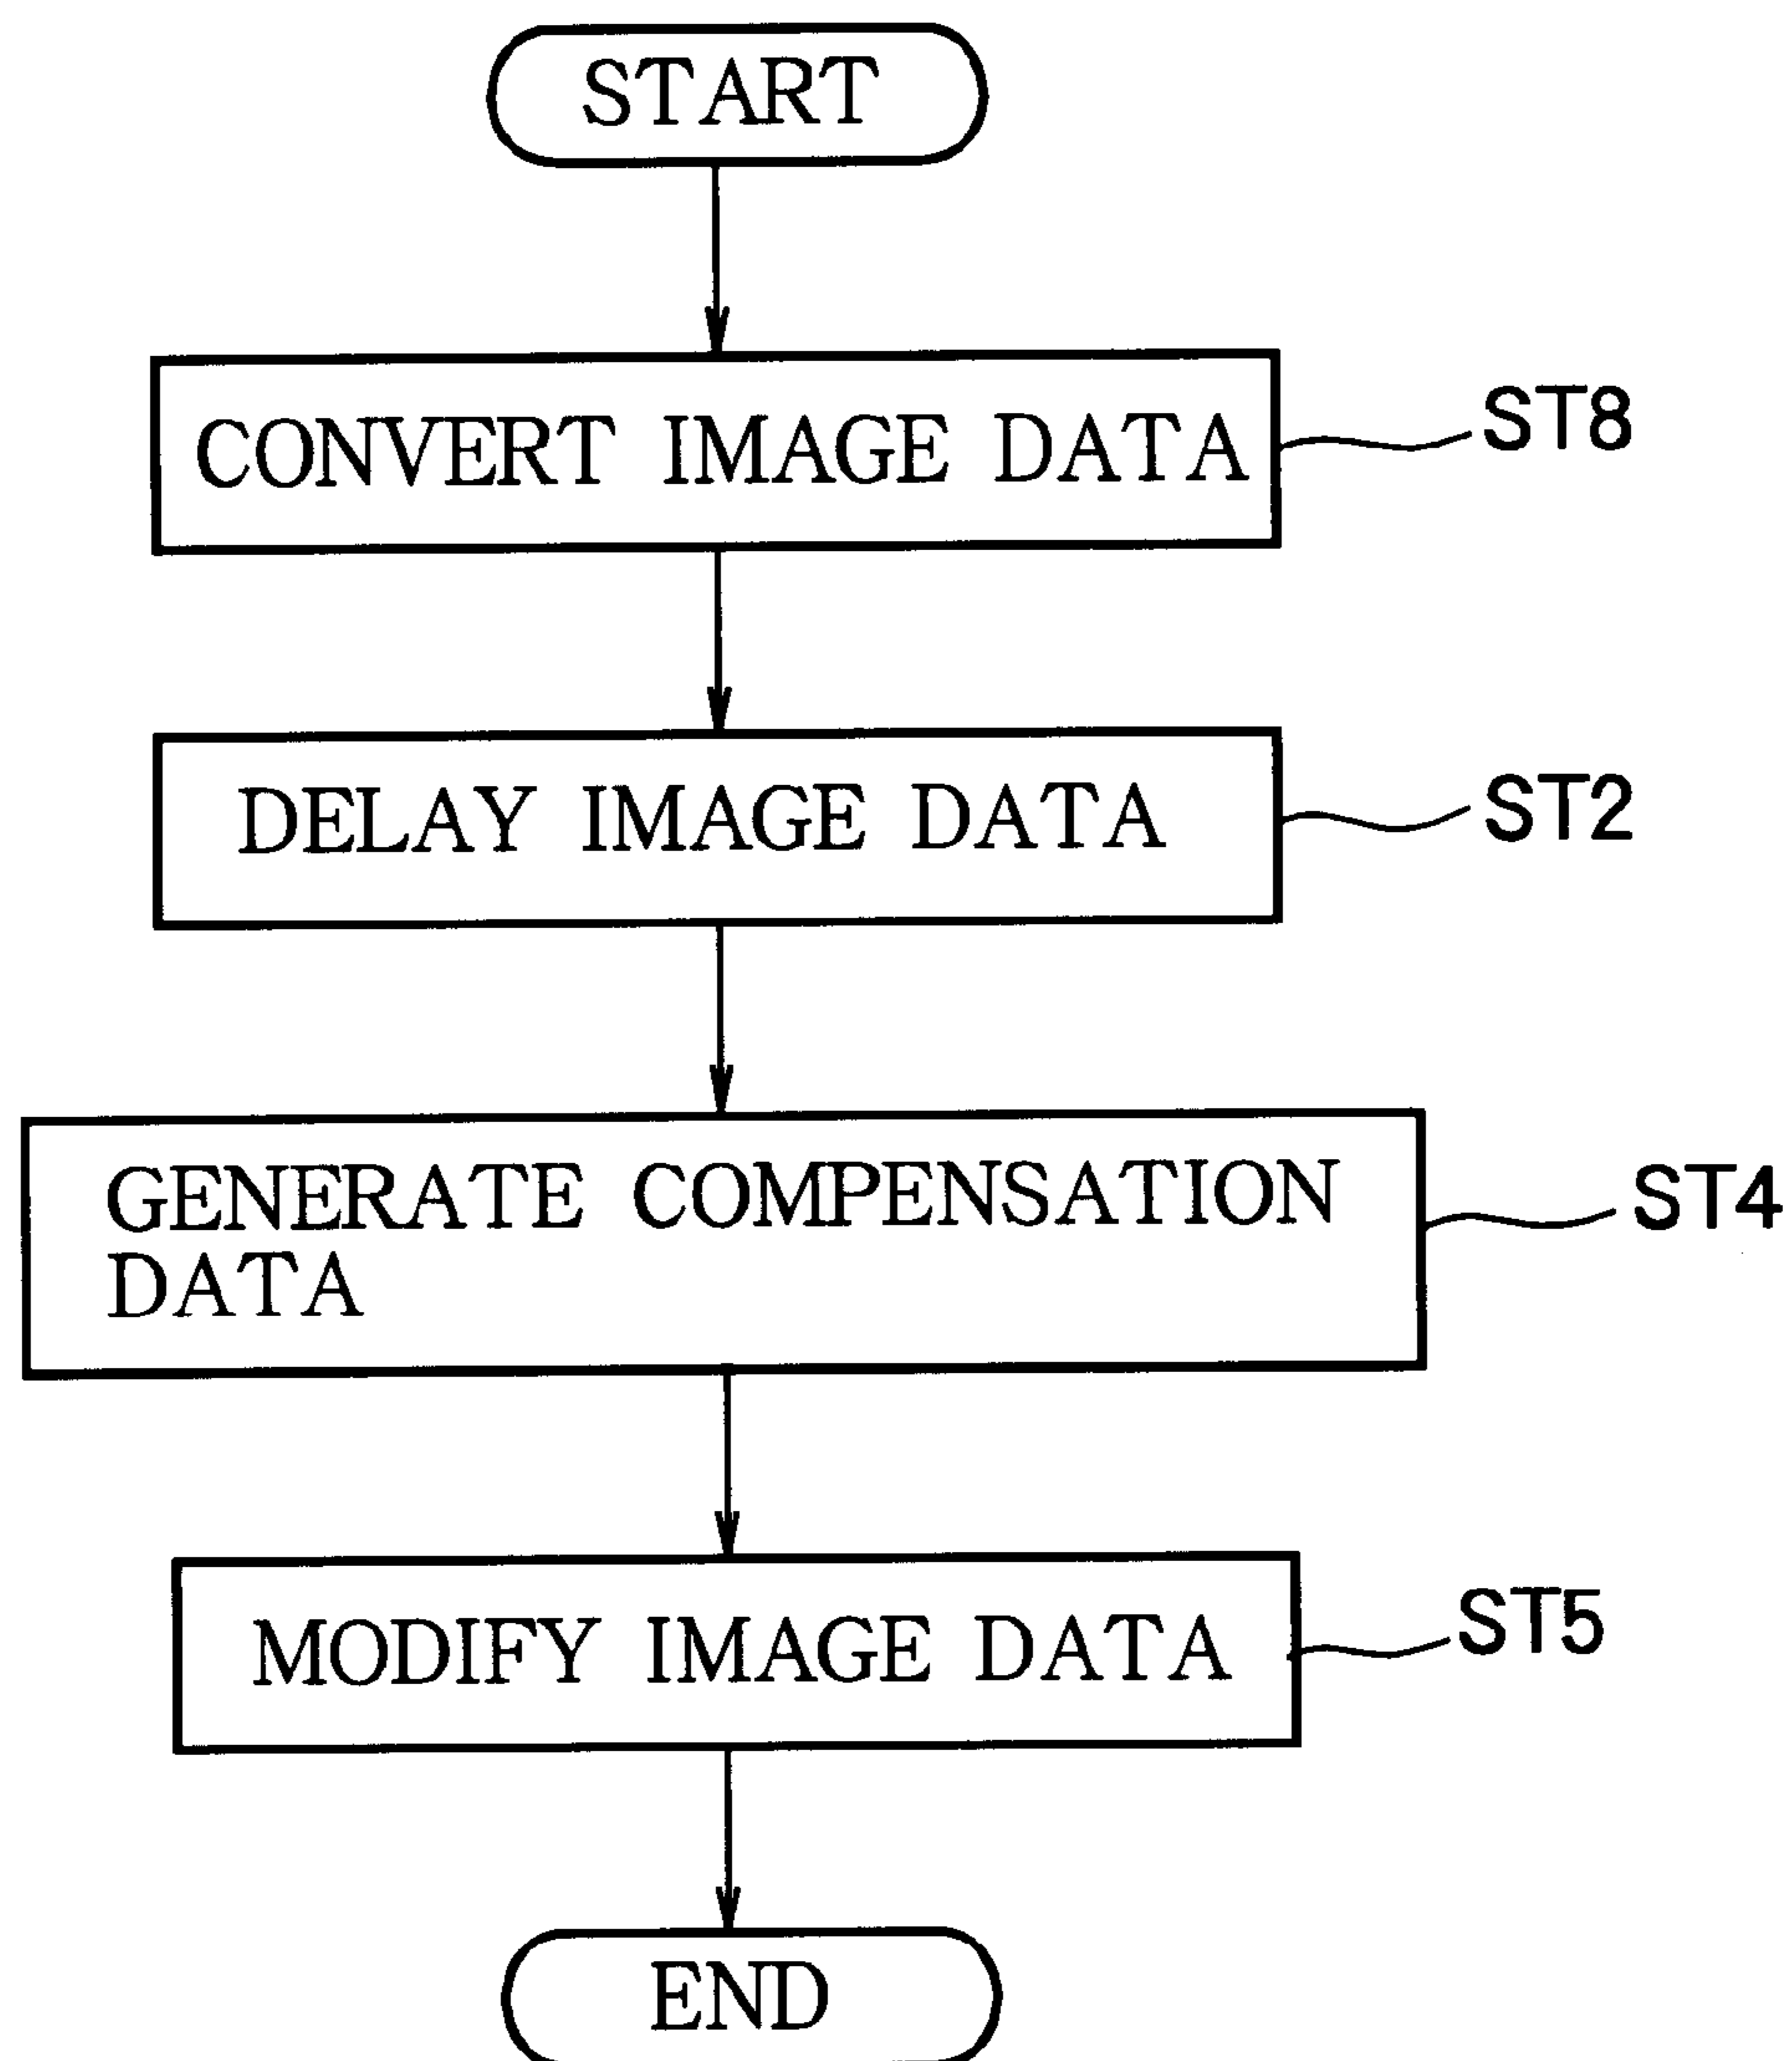 START
CONVERT IMAGE DATA
ST8
DELAY IMAGE DATA
ST2
GENERATE COMPENSATION
DATA
ST4
MODIFY IMAGE DATA
ST5
END